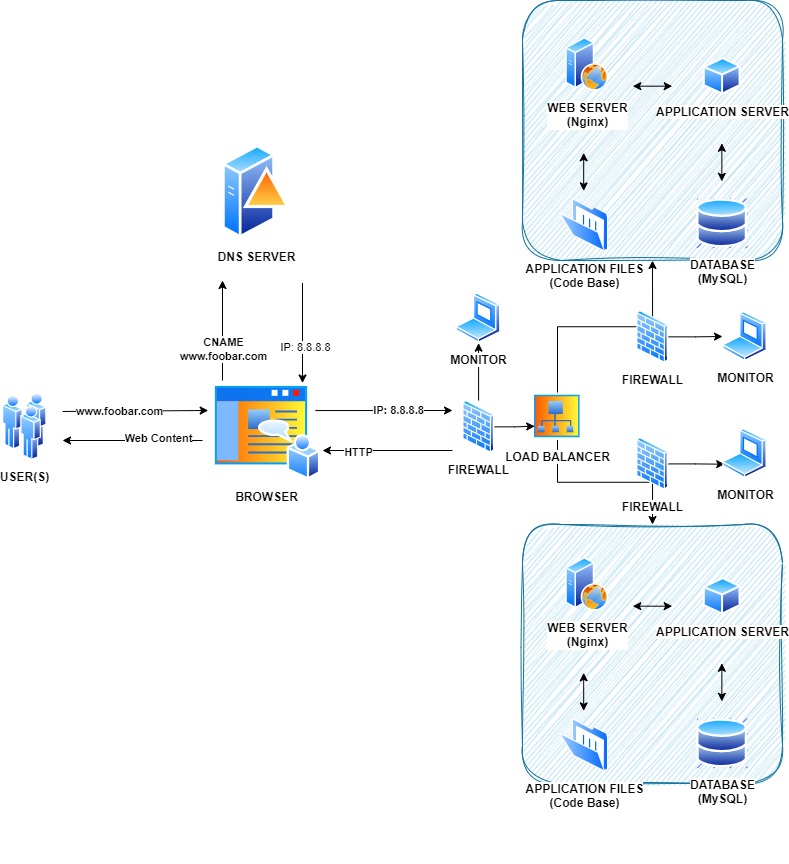 WEB SERVER
(Nginx)
APPLICATION SERVER
APPLICATION FILES
(Code Base)
DATABASE
(MySQL)
DNS SERVER
CNAME
www.foobar.com
IP: 8.8.8.8
MONITOR
FIREWALL
MONITOR
www.foobar.com
Web Content
USER(S)
BROWSER
IP: 8.8.8.8
HTTP
FIREWALL
LOAD BALANCER
FIREWALL
MONITOR
WEB SERVER
(Nginx)
APPLICATION SERVER
APPLICATION FILES
(Code Base)
DATABASE
(MySQL)